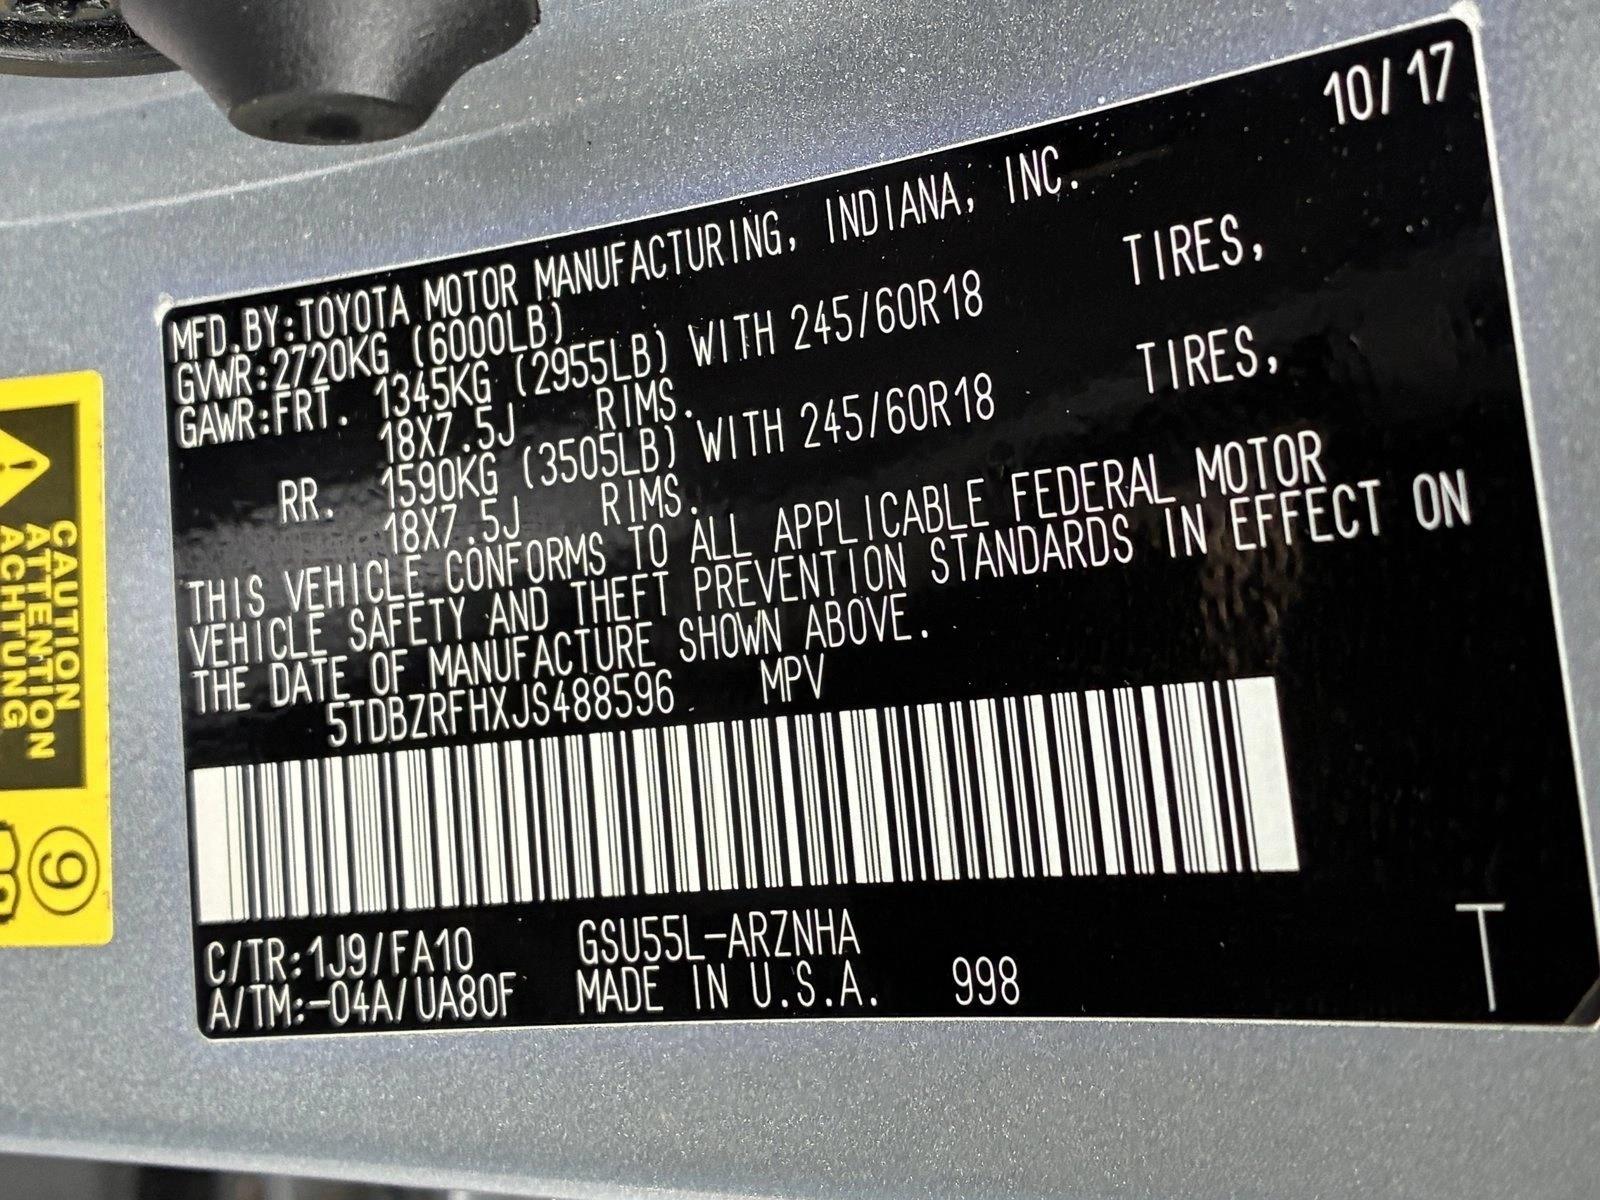 10/17
MFD.BY:TOYOTA MOTOR MANUFACTURING, INDIANA, INC.
GVWR:2720KG (6000LB)
GAWR:FRT. 1345KG (2955LB) WITH 245/60R18 TIRES,
18X7.5J RIMS.
RR. 1590KG (3505LB) WITH 245/60R18 TIRES,
18X7.5J RIMS.
THIS VEHICLE CONFORMS TO ALL APPLICABLE FEDERAL MOTOR
VEHICLE SAFETY AND THEFT PREVENTION STANDARDS IN EFFECT ON
THE DATE OF MANUFACTURE SHOWN ABOVE.
5TDBZRFHXJS488596 MPV
C/TR:1J9/FA10 GSU55L-ARZNHA
A/TM:-04A/UA80F MADE IN U.S.A. 998
T
CAUTION
ATTENTION
ACHTUNG
9